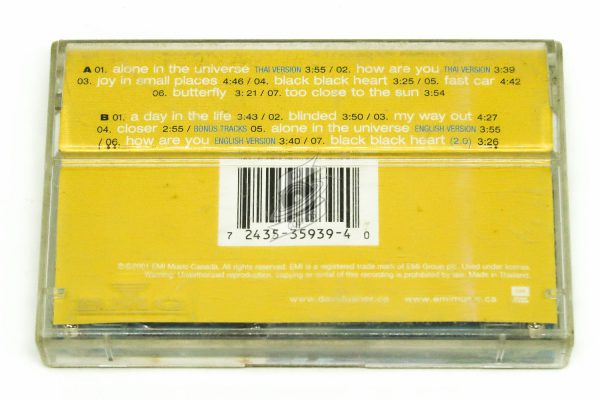 A 01. alone in the universe THAI VERSION 3:55 / 02. how are you THAI VERSION 3:39
03. joy in small places 4:46 / 04. black black heart 3:25 / 05. fast car 4:42
06. butterfly 3:21 / 07. too close to the sun 3:54
B 01. a day in the life 3:43 / 02. blinded 3:50 / 03. my way out 4:27
04. closer 2:55 / BONUS TRACKS 05. alone in the universe ENGLISH VERSION 3:55
/ 06. how are you ENGLISH VERSION 3:40 / 07. black black heart (2.0) 3:26
7 2435-35939-4 0
℗©2001 EMI Music Canada. All rights reserved. EMI is a registered trade mark of EMI Group plc. Used under license.
Warning: Unauthorized reproduction, copying or rental of this recording is prohibited by law. Made in Thailand.
www.davidusher.com www.emimusic.ca